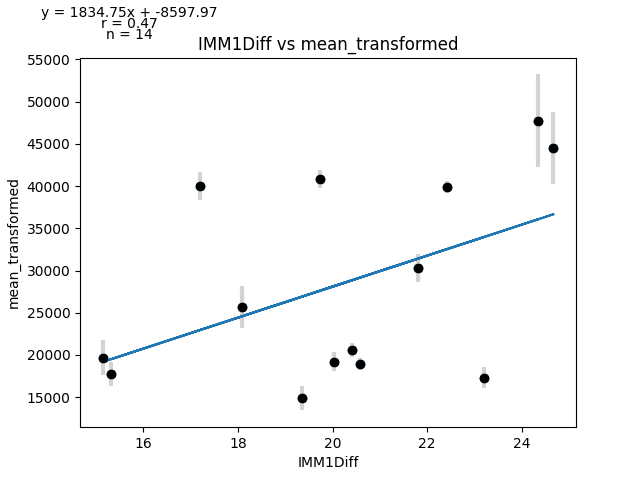 y = 1834.75x + -8597.97
r = 0.47
n = 14
IMM1Diff vs mean_transformed
55000
50000
45000
40000
35000
30000
25000
20000
15000
mean_transformed
16 18 20 22 24
IMM1Diff